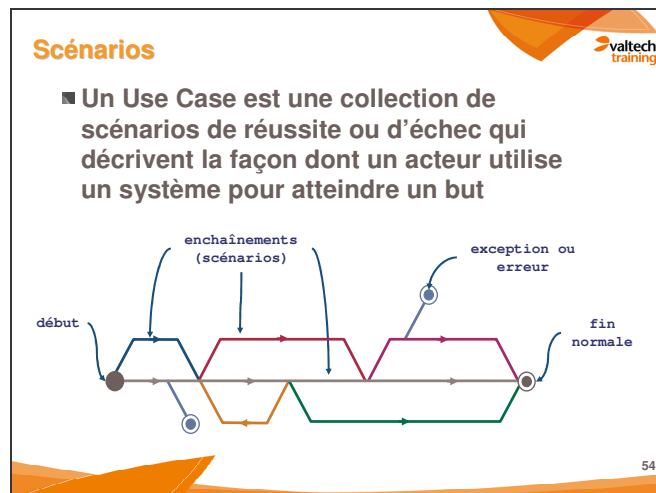 Scénarios
valtech
training
Un Use Case est une collection de
scénarios de réussite ou d'échec qui
décrivent la façon dont un acteur utilise
un système pour atteindre un but
enchaînements
(scénarios)
exception ou
erreur
début
fin
normale
54